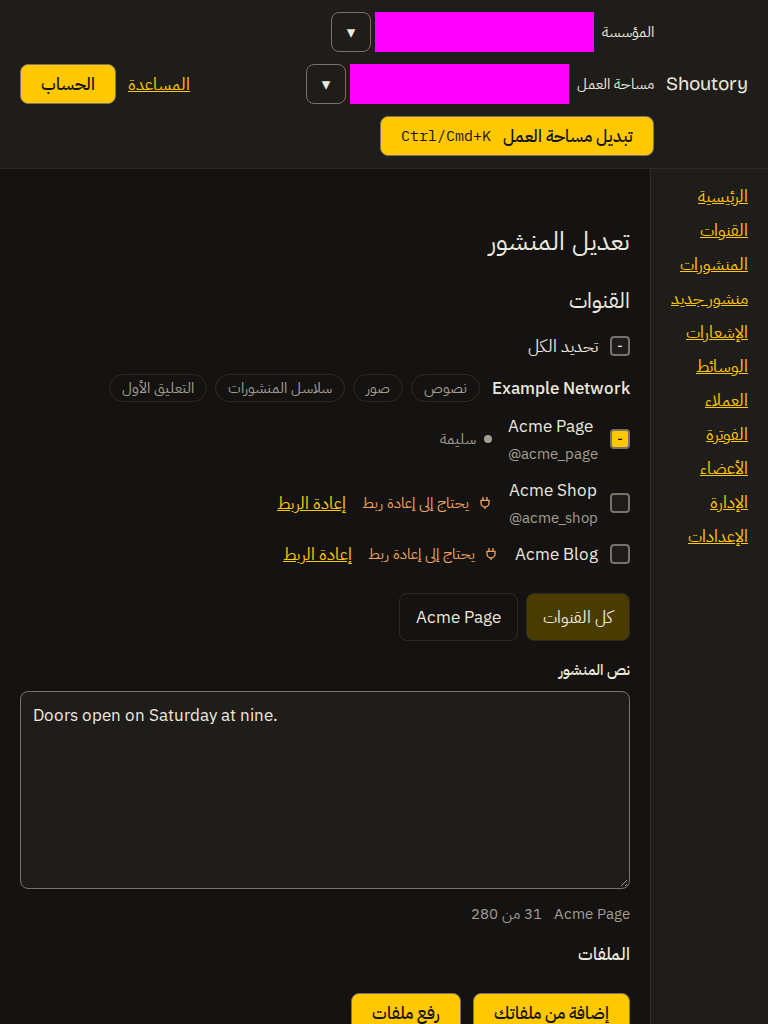 المؤسسة ▼
Shoutory
مساحة العمل ▼
المساعدة
الحساب
تبديل مساحة العمل Ctrl/Cmd+K
الرئيسية
القنوات
المنشورات
منشور جديد
الإشعارات
الوسائط
العملاء
الفوترة
الأعضاء
الإدارة
الإعدادات
تعديل المنشور
القنوات
- تحديد الكل
Example Network نصوص صور سلاسل المنشورات التعليق الأول
- Acme Page سليمة
@acme_page
Acme Shop يحتاج إلى إعادة ربط إعادة الربط
@acme_shop
Acme Blog يحتاج إلى إعادة ربط إعادة الربط
كل القنوات Acme Page
نص المنشور
Doors open on Saturday at nine.
Acme Page 31 من 280
الملفات
إضافة من ملفاتك رفع ملفات